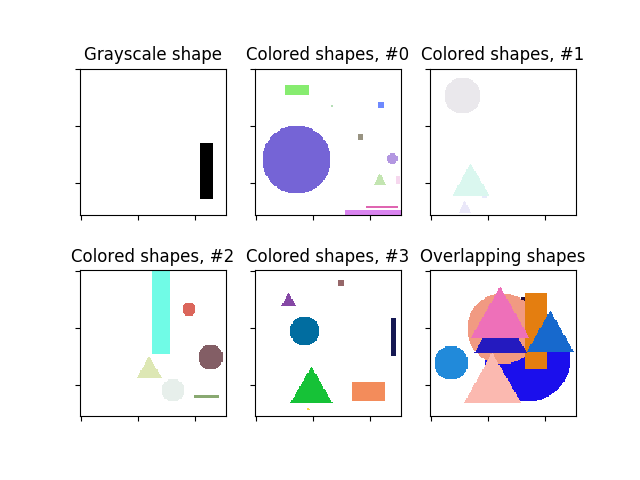 Grayscale shape
Colored shapes, #0
Colored shapes, #1
Colored shapes, #2
Colored shapes, #3
Overlapping shapes